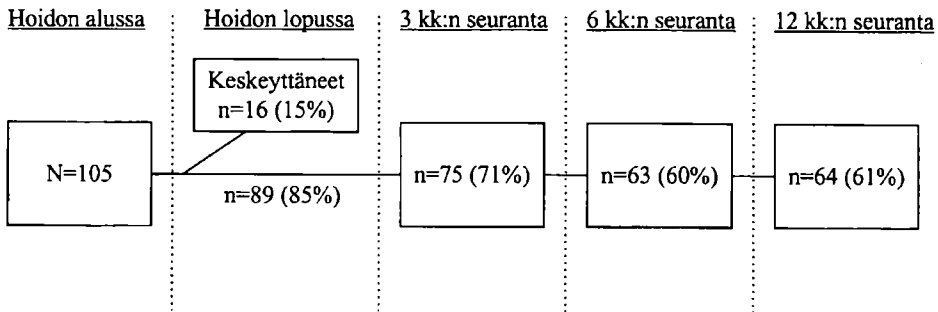 Hoidon alussa
Hoidon lopussa
3 kk:n seuranta
6 kk:n seuranta
12 kk:n seuranta
Keskeyttäneet
n=16 (15%)
N=105
n=89 (85%)
n=75 (71%)
n=63 (60%)
n=64 (61%)